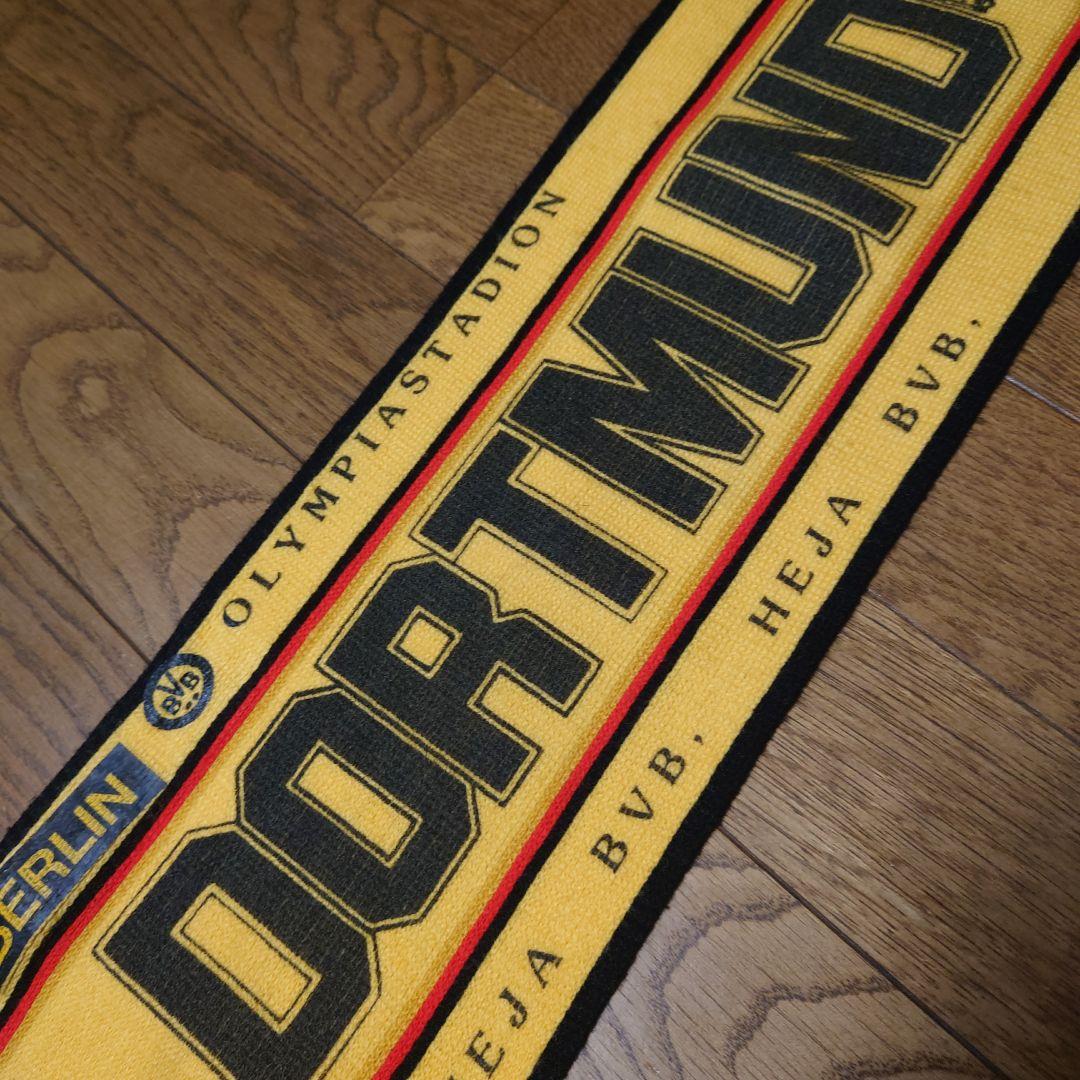 BERLIN BVB OLYMPIASTADION
DORTMUND
HEJA BVB, HEJA BVB,